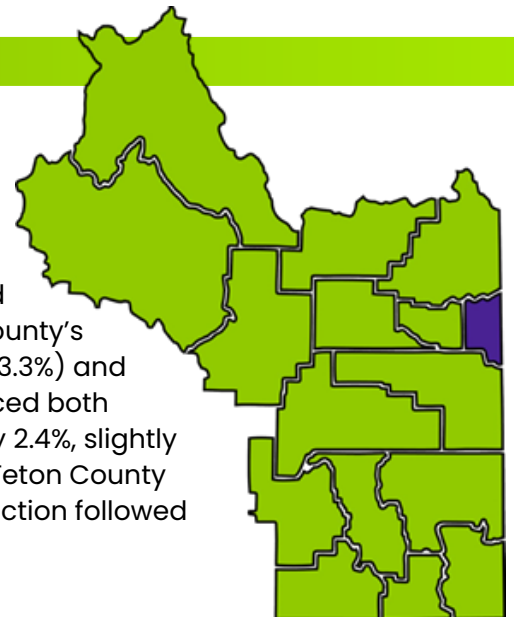 ounty's
3.3%) and
ced both
y 2.4%, slightly
Teton County
ction followed